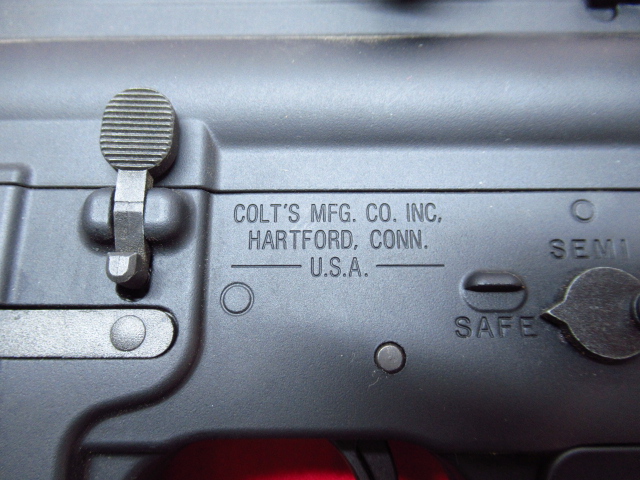 COLT'S MFG. CO. INC,
HARTFORD, CONN.
U.S.A.
SEMI
SAFE